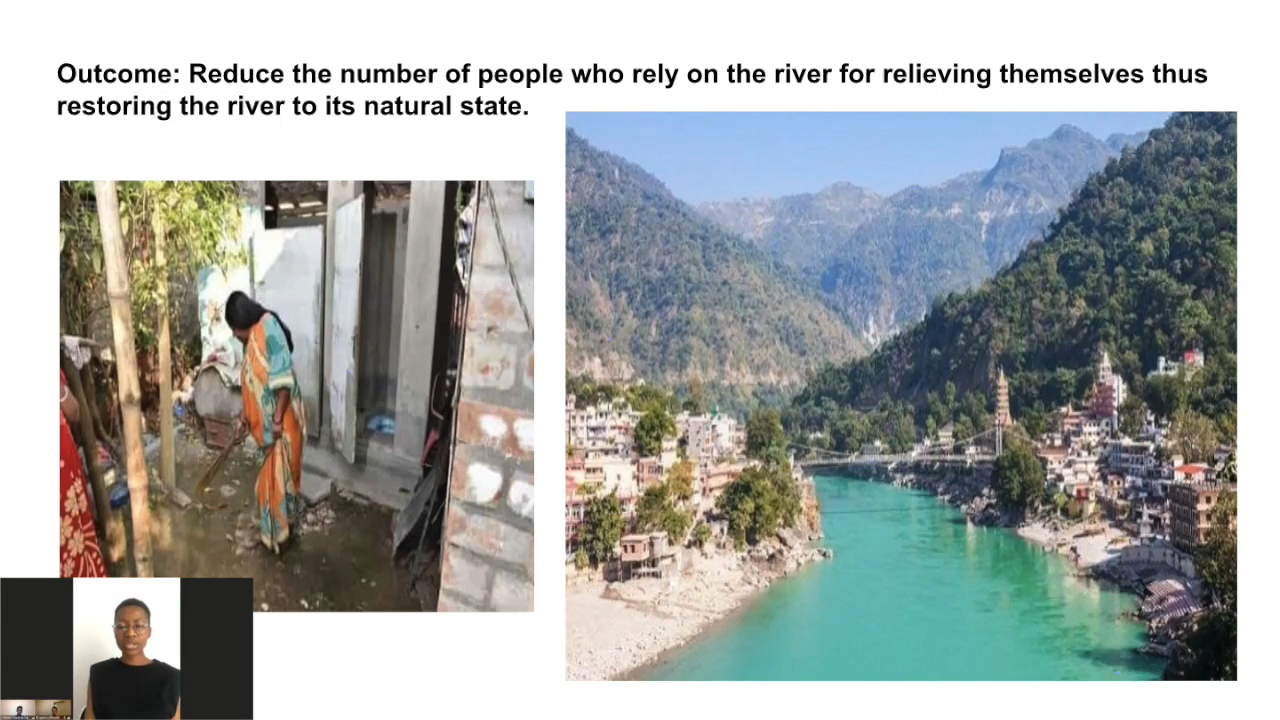 Outcome: Reduce the number of people who rely on the river for relieving themselves thus
restoring the river to its natural state.